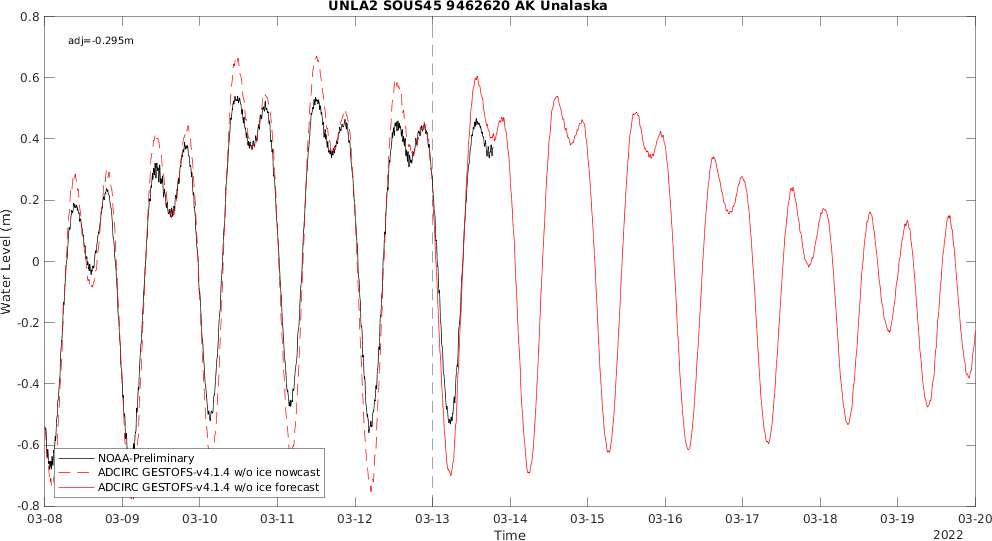 UNLA2 SOUS45 9462620 AK Unalaska
adj=-0.295m
Water Level (m)
0.8
0.6
0.4
0.2
0
-0.2
-0.4
-0.6
-0.8
NOAA-Preliminary
ADCIRC GESTOFS-v4.1.4 w/o ice nowcast
ADCIRC GESTOFS-v4.1.4 w/o ice forecast
03-08 03-09 03-10 03-11 03-12 03-13 03-14 03-15 03-16 03-17 03-18 03-19 03-20
Time
2022